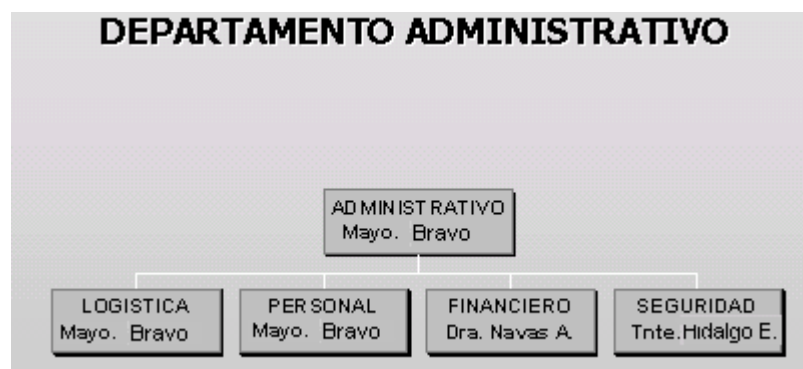 DEPARTAMENTO ADMINISTRATIVO
ADMINISTRATIVO
Mayo. Bravo
LOGISTICA
Mayo. Bravo
PERSONAL
Mayo. Bravo
FINANCIERO
Dra. Navas A.
SEGURIDAD
Tnte. Hidalgo E.